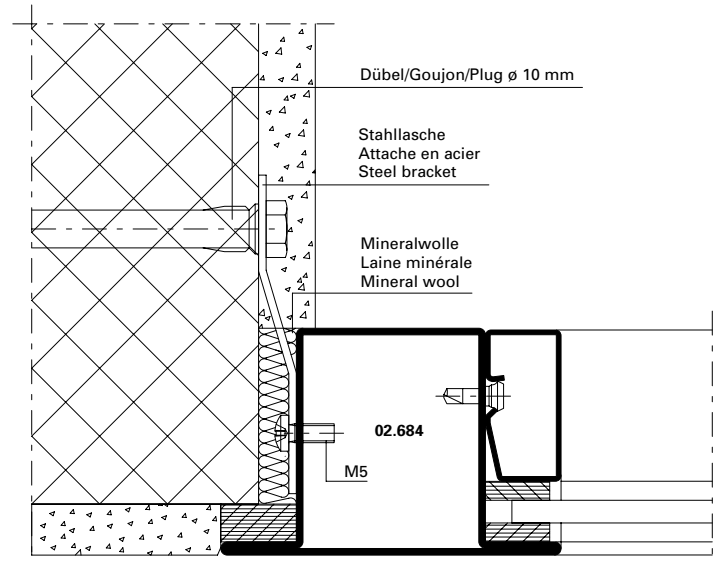 Dübel/Goujon/Plug ø 10 mm
Stahllasche
Attache en acier
Steel bracket
Mineralwolle
Laine minérale
Mineral wool
02.684
M5